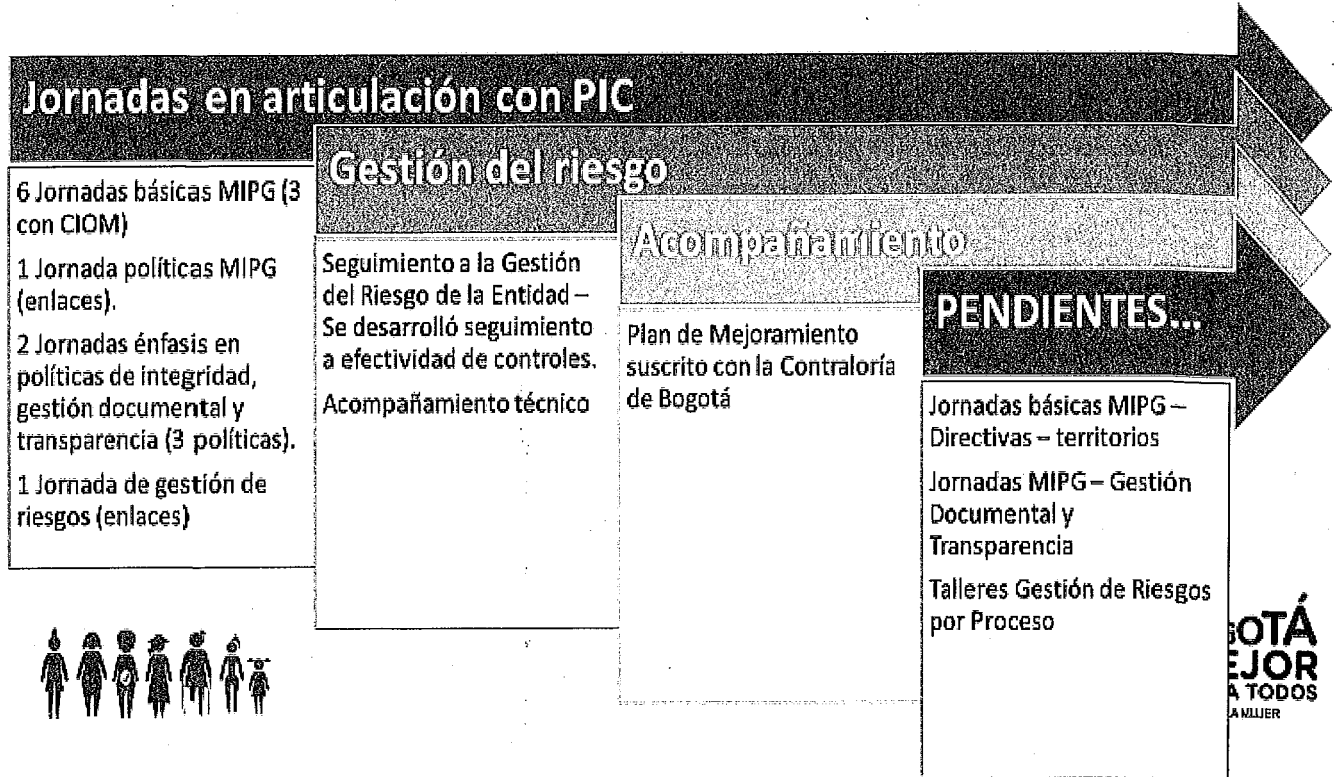 Jornadas en articulación con PIC
6 Jornadas básicas MIPG (3
con CIOM)
1 Jornada políticas MIPG
(enlaces).
2 Jornadas énfasis en
políticas de integridad,
gestión documental y
transparencia (3 políticas).
1 Jornada de gestión de
riesgos (enlaces)
Gestión del riesgo
Seguimiento a la Gestión
del Riesgo de la Entidad –
Se desarrolló seguimiento
a efectividad de controles.
Acompañamiento técnico
Acompañamiento
Plan de Mejoramiento
suscrito con la Contraloría
de Bogotá
PENDIENTES...
Jornadas básicas MIPG –
Directivas – territorios
Jornadas MIPG – Gestión
Documental y
Transparencia
Talleres Gestión de Riesgos
por Proceso
OTÁ
EJOR
A TODOS
A MUJER